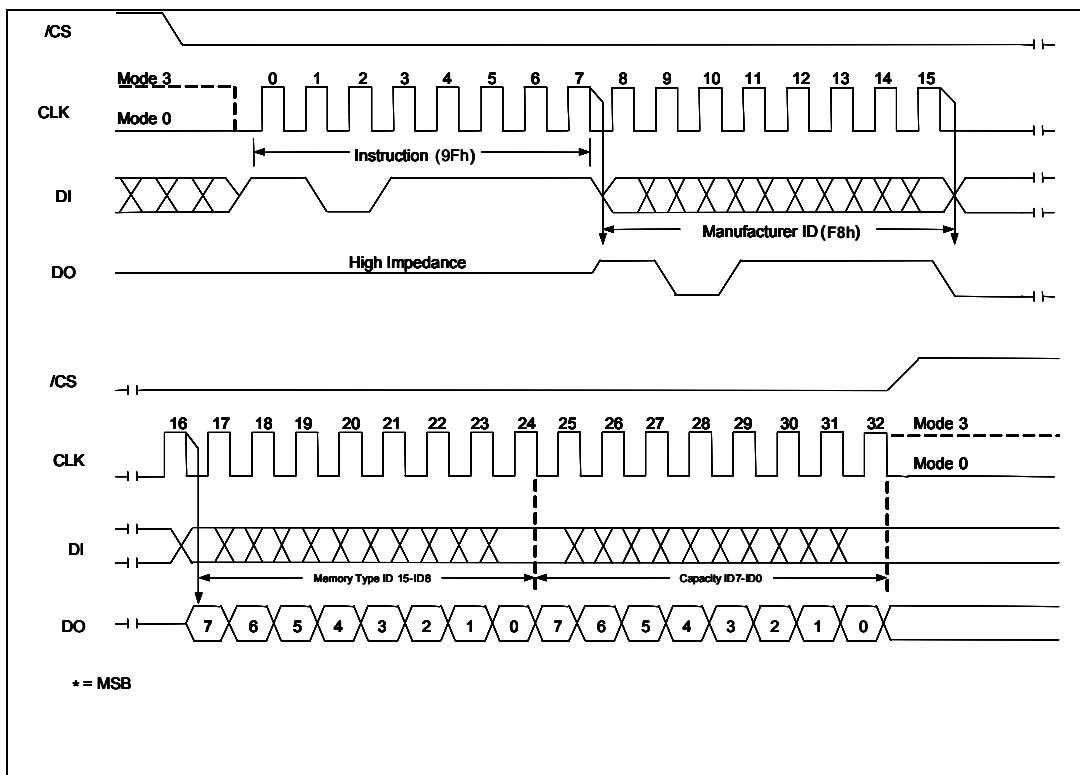 /CS
Mode 3
0 1 2 3 4 5 6 7 8 9 10 11 12 13 14 15
CLK
Mode 0
Instruction (9Fh)
DI
Manufacturer ID (F8h)
High Impedance
DO
/CS
16 17 18 19 20 21 22 23 24 25 26 27 28 29 30 31 32
Mode 3
CLK
Mode 0
DI
Memory Type ID 15-ID8
Capacity ID7-ID0
DO
7 6 5 4 3 2 1 0 7 6 5 4 3 2 1 0
* = MSB